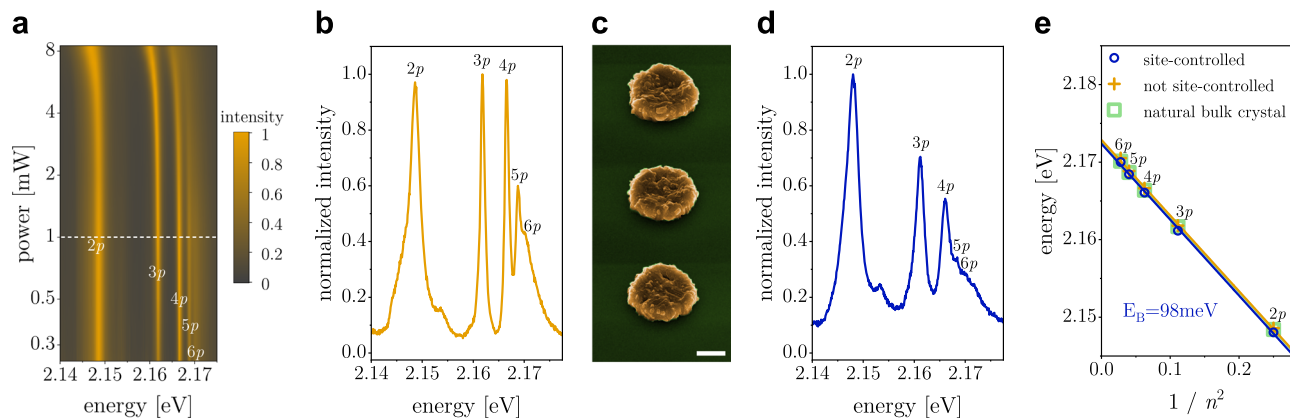 a
8
4
2
1
0.5
0.3
power [mW]
2p
3p
4p
5p
6p
2.14 2.15 2.16 2.17
energy [eV]
intensity
1
0.8
0.6
0.4
0.2
0
b
1.0
0.8
0.6
0.4
0.2
0.0
normalized intensity
2p
3p
4p
5p
6p
2.14 2.15 2.16 2.17
energy [eV]
c
d
1.0
0.8
0.6
0.4
0.2
0.0
normalized intensity
2p
3p
4p
5p
6p
2.14 2.15 2.16 2.17
energy [eV]
e
site-controlled
not site-controlled
natural bulk crystal
2.18
2.17
2.16
2.15
energy [eV]
6p
5p
4p
3p
2p
E_B=98meV
0.0 0.1 0.2
1 / n²